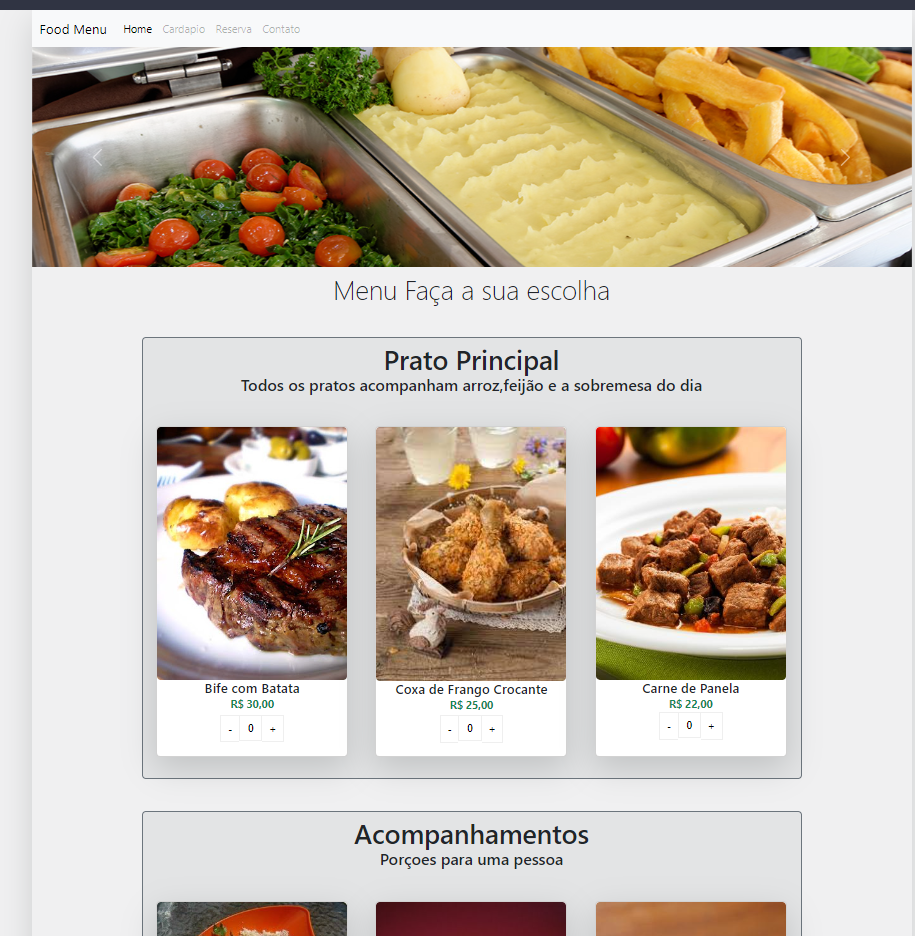 Food Menu Home Cardapio Reserva Contato
Menu Faça a sua escolha
Prato Principal
Todos os pratos acompanham arroz,feijão e a sobremesa do dia
Bife com Batata
R$ 30,00
- 0 +
Coxa de Frango Crocante
R$ 25,00
- 0 +
Carne de Panela
R$ 22,00
- 0 +
Acompanhamentos
Porçoes para uma pessoa